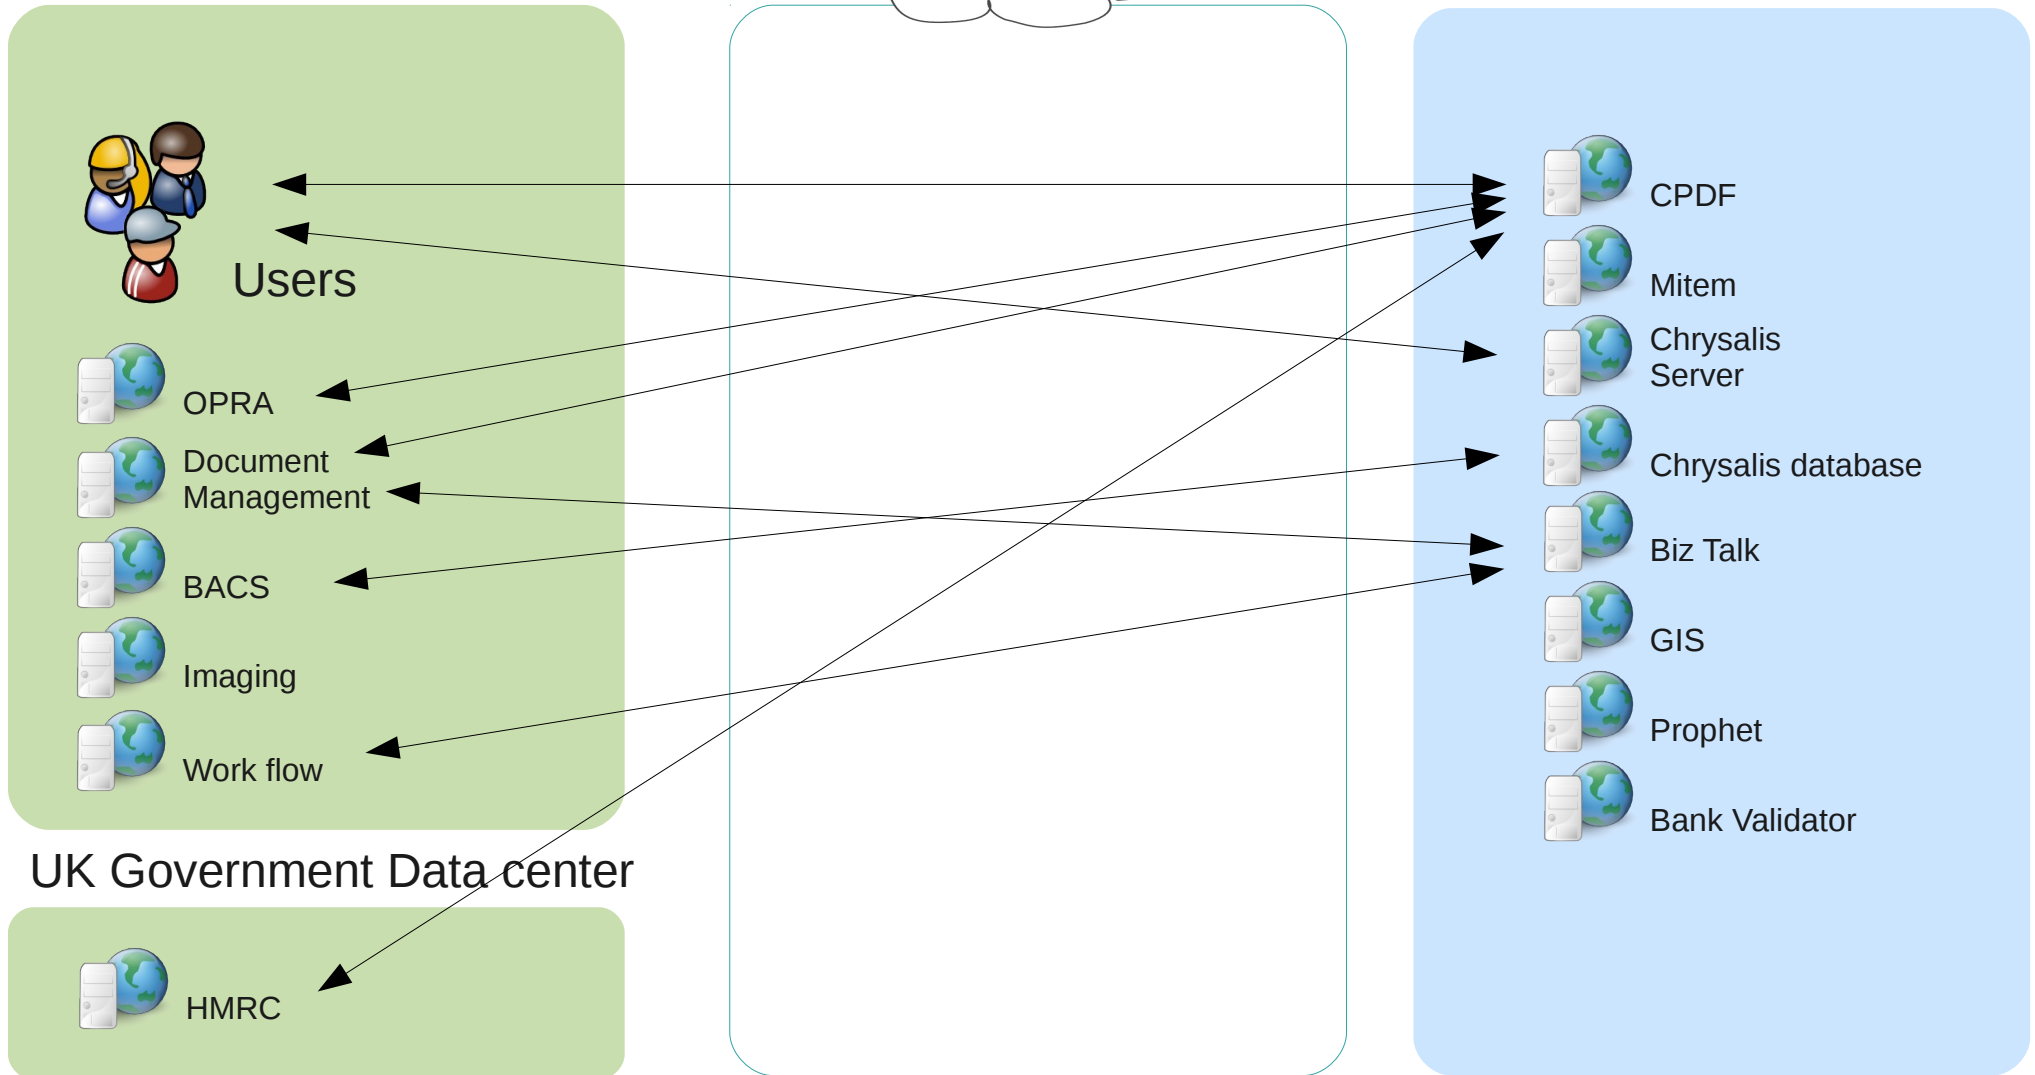 Users
OPRA
Document
Management
BACS
Imaging
Work flow
UK Government Data center
HMRC
CPDF
Mitem
Chrysalis
Server
Chrysalis database
Biz Talk
GIS
Prophet
Bank Validator